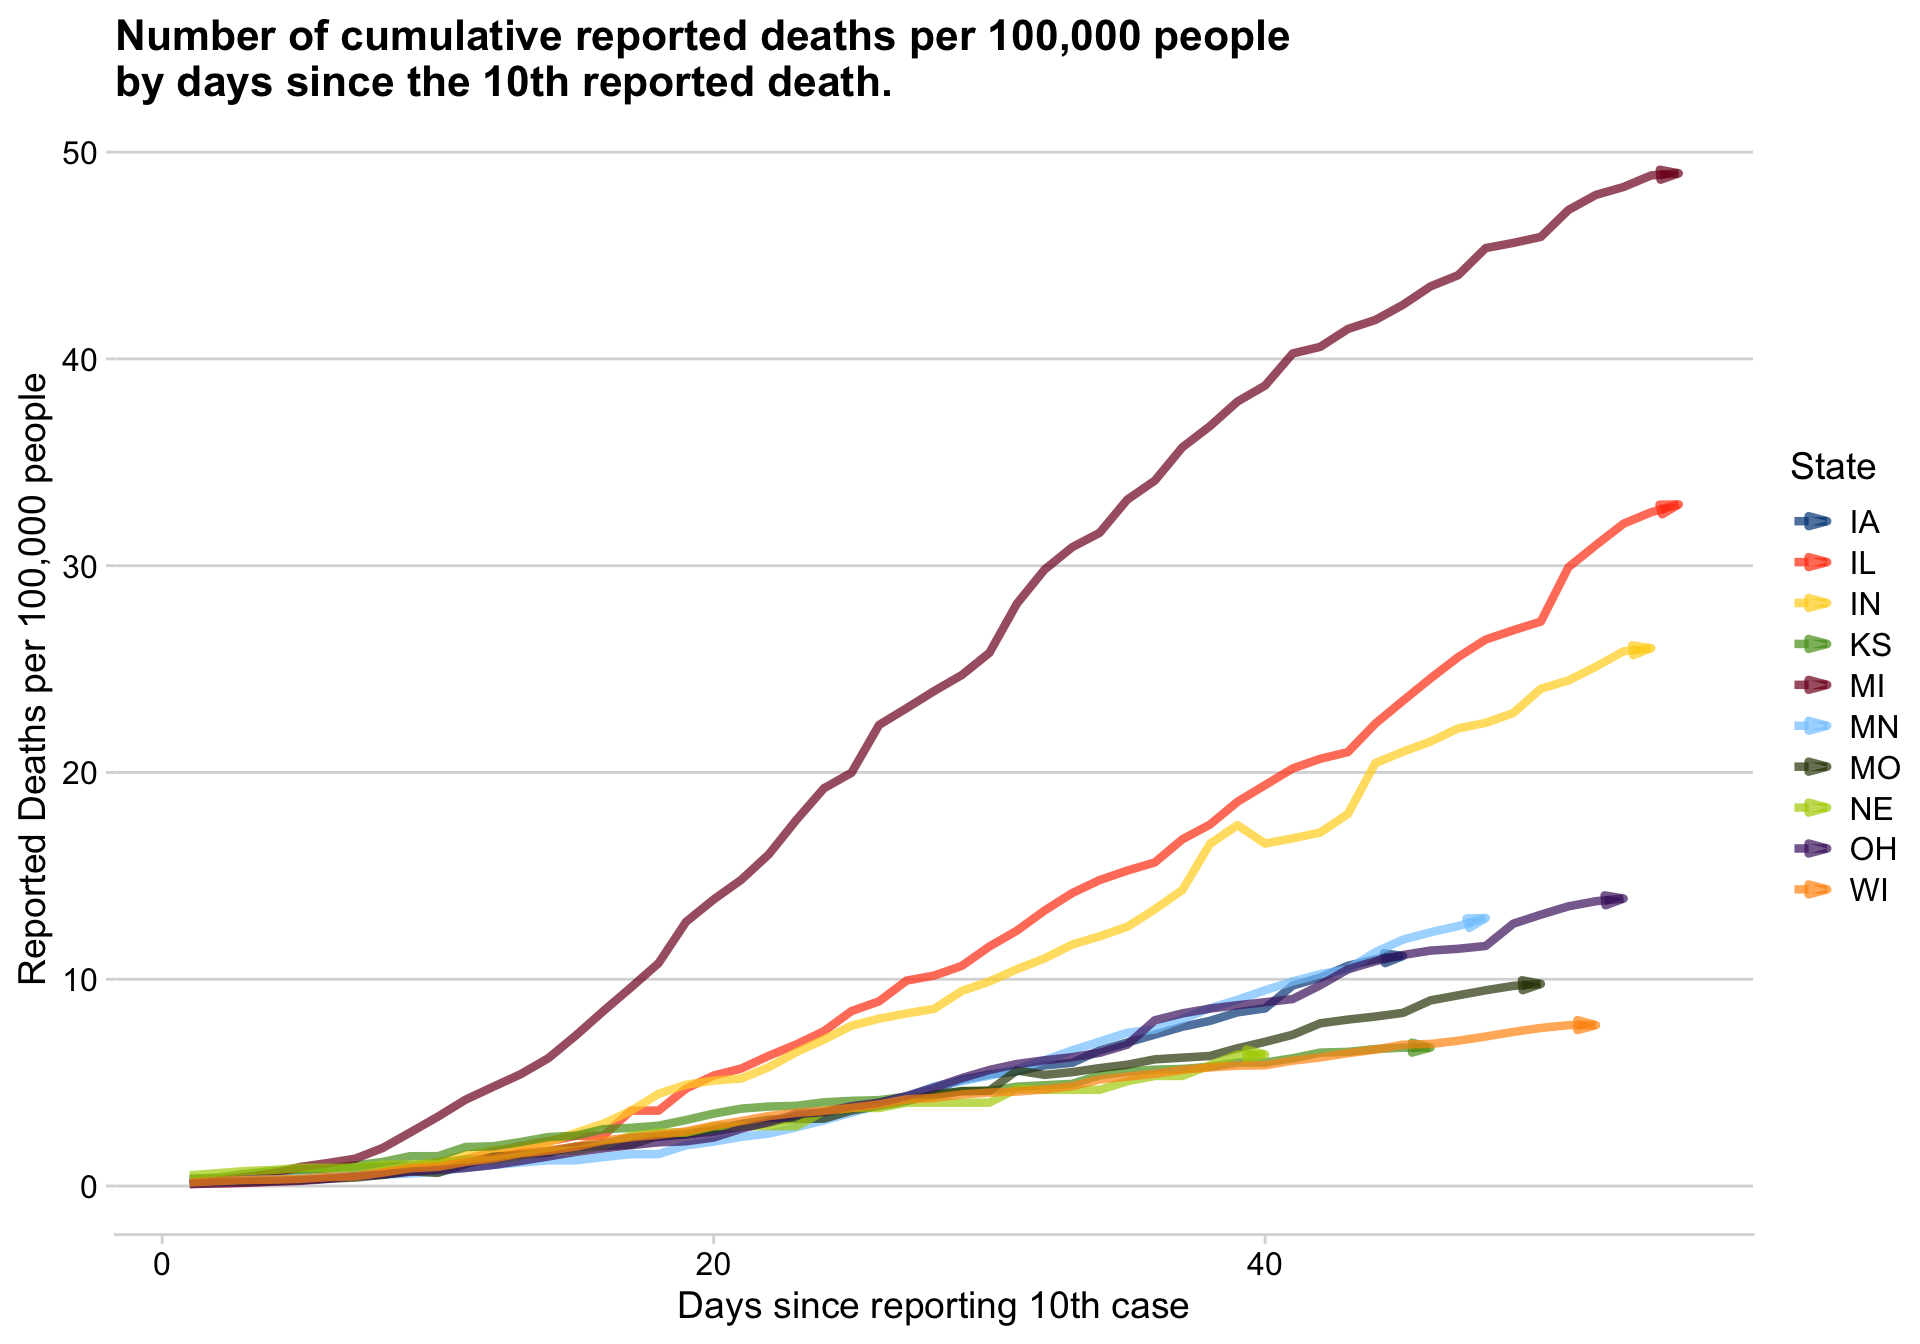 Number of cumulative reported deaths per 100,000 people
by days since the 10th reported death.
Reported Deaths per 100,000 people
50
40
30
20
10
0
0
20
40
Days since reporting 10th case
State
IA
IL
IN
KS
MI
MN
MO
NE
OH
WI